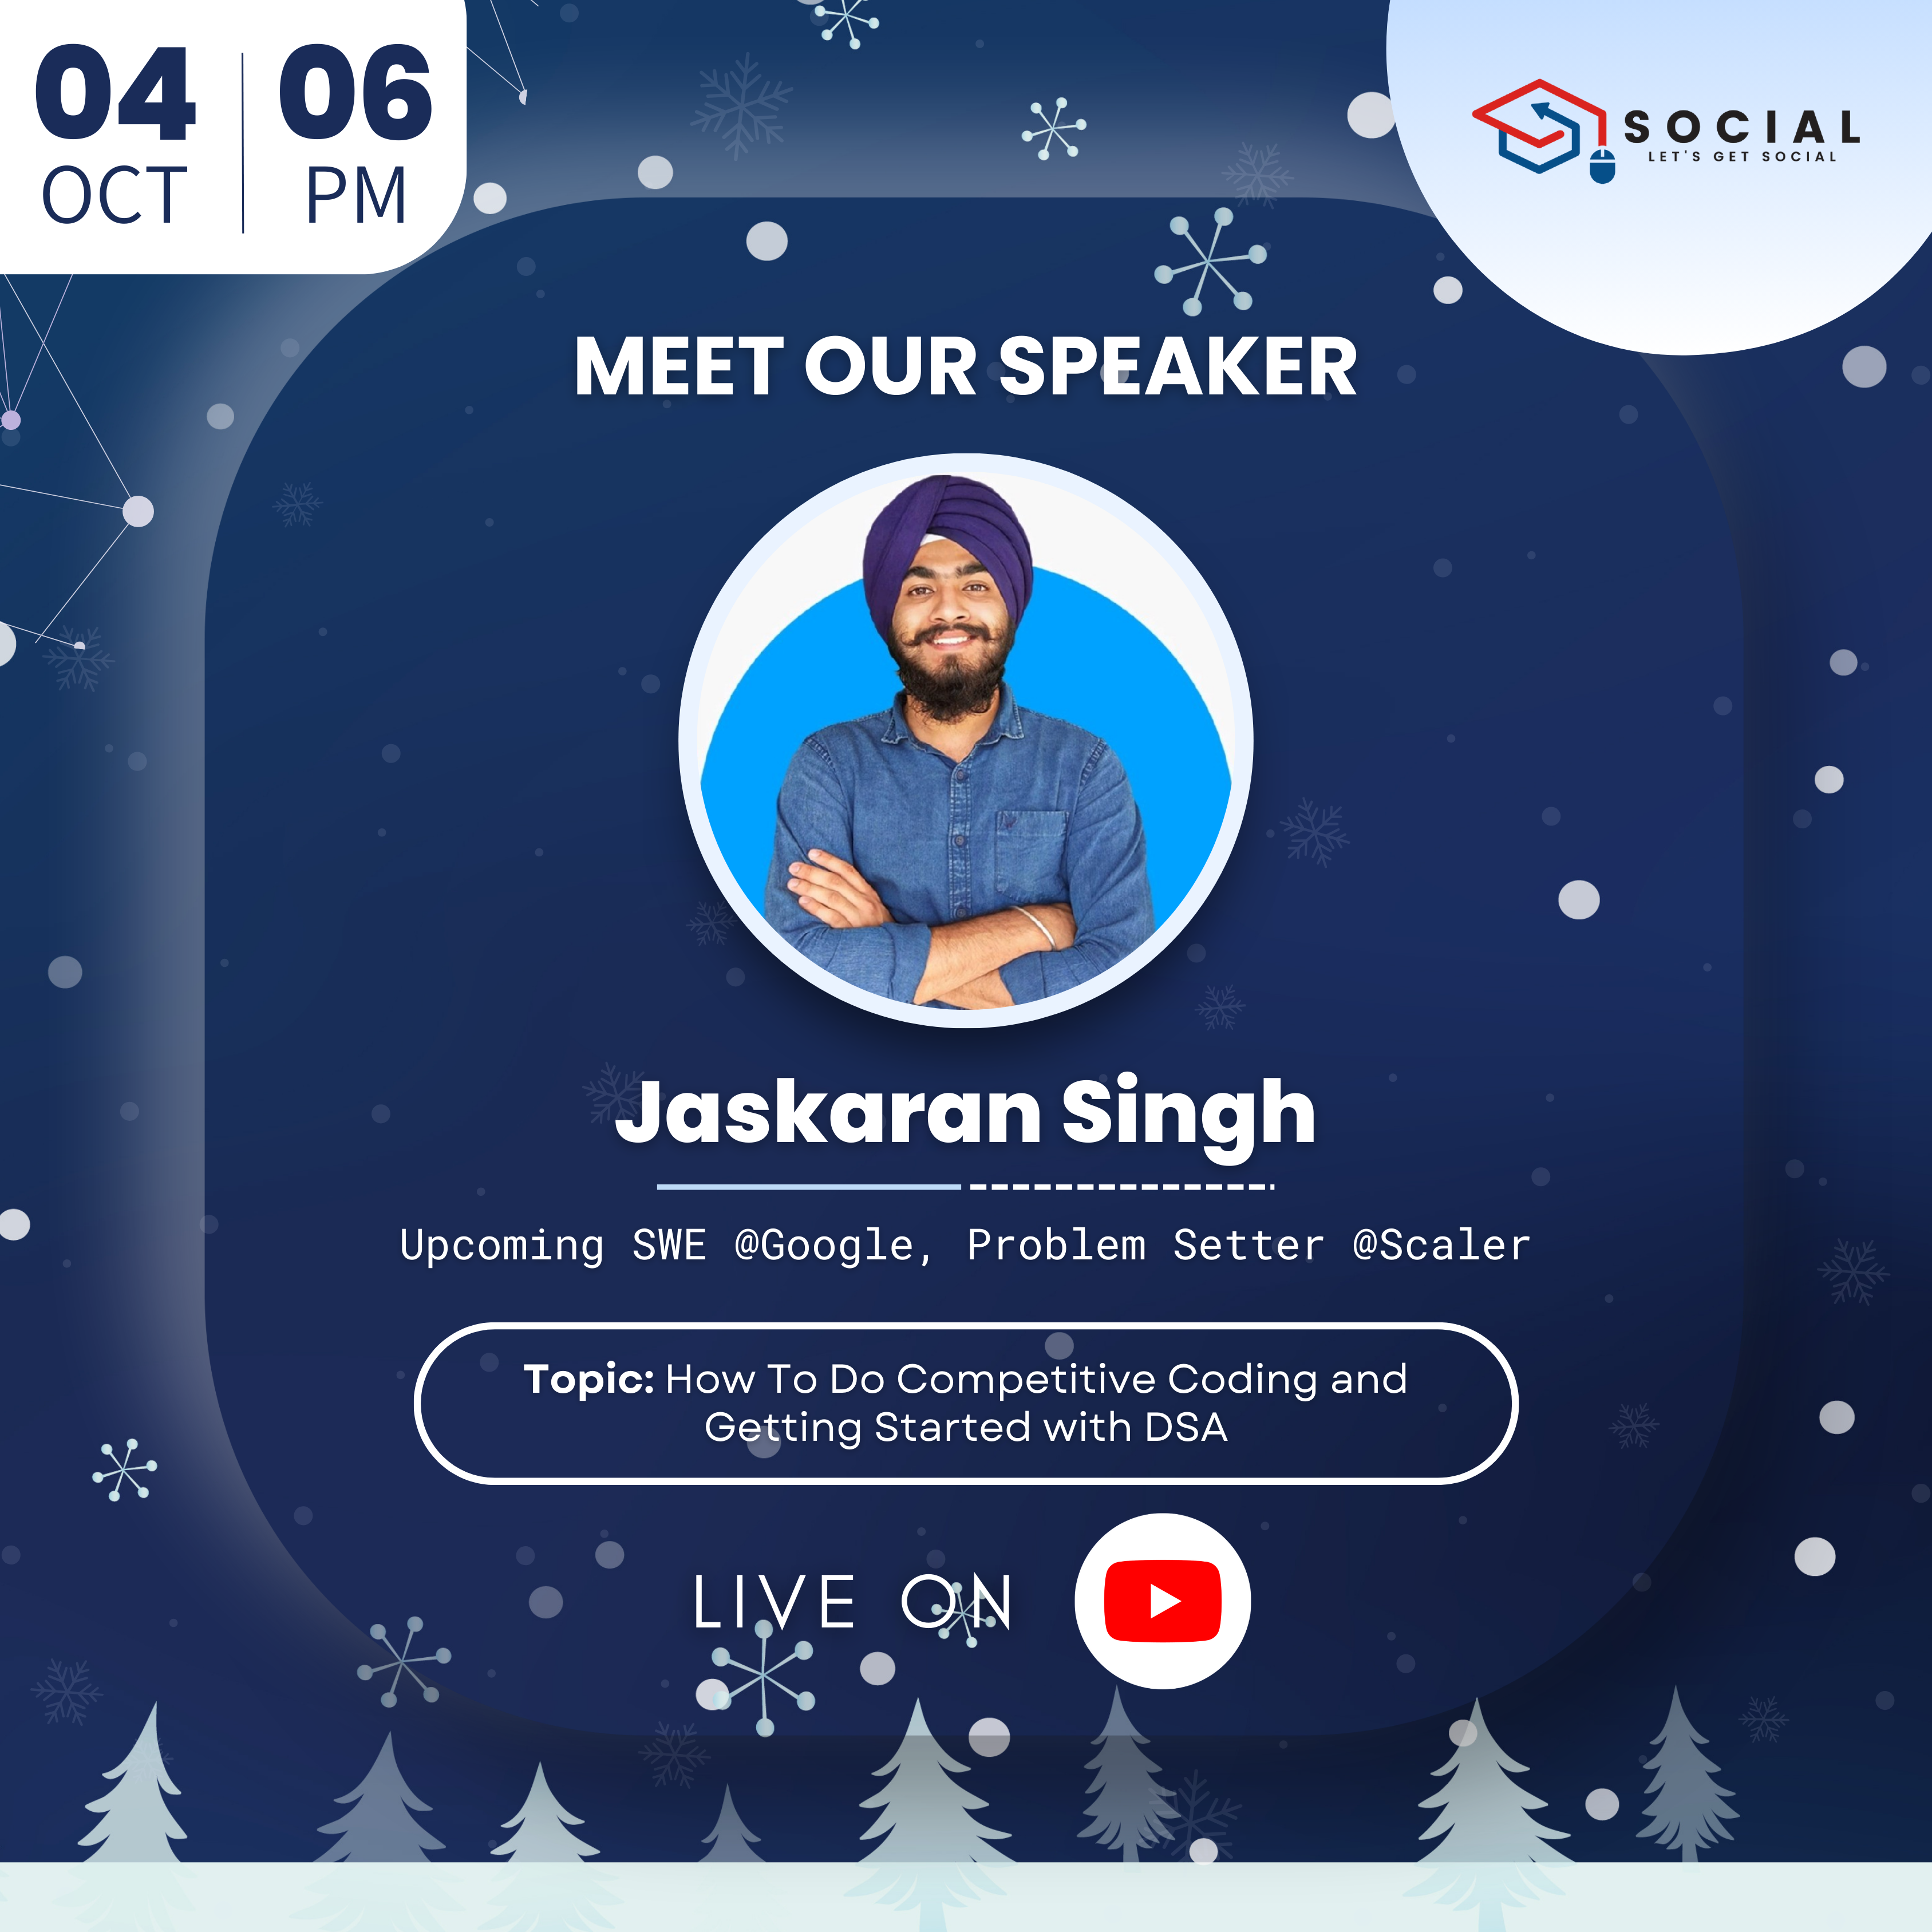 04 06
OCT PM
SOCIAL
LET'S GET SOCIAL
MEET OUR SPEAKER
Jaskaran Singh
Upcoming SWE @Google, Problem Setter @Scaler
Topic: How To Do Competitive Coding and
Getting Started with DSA
LIVE ON